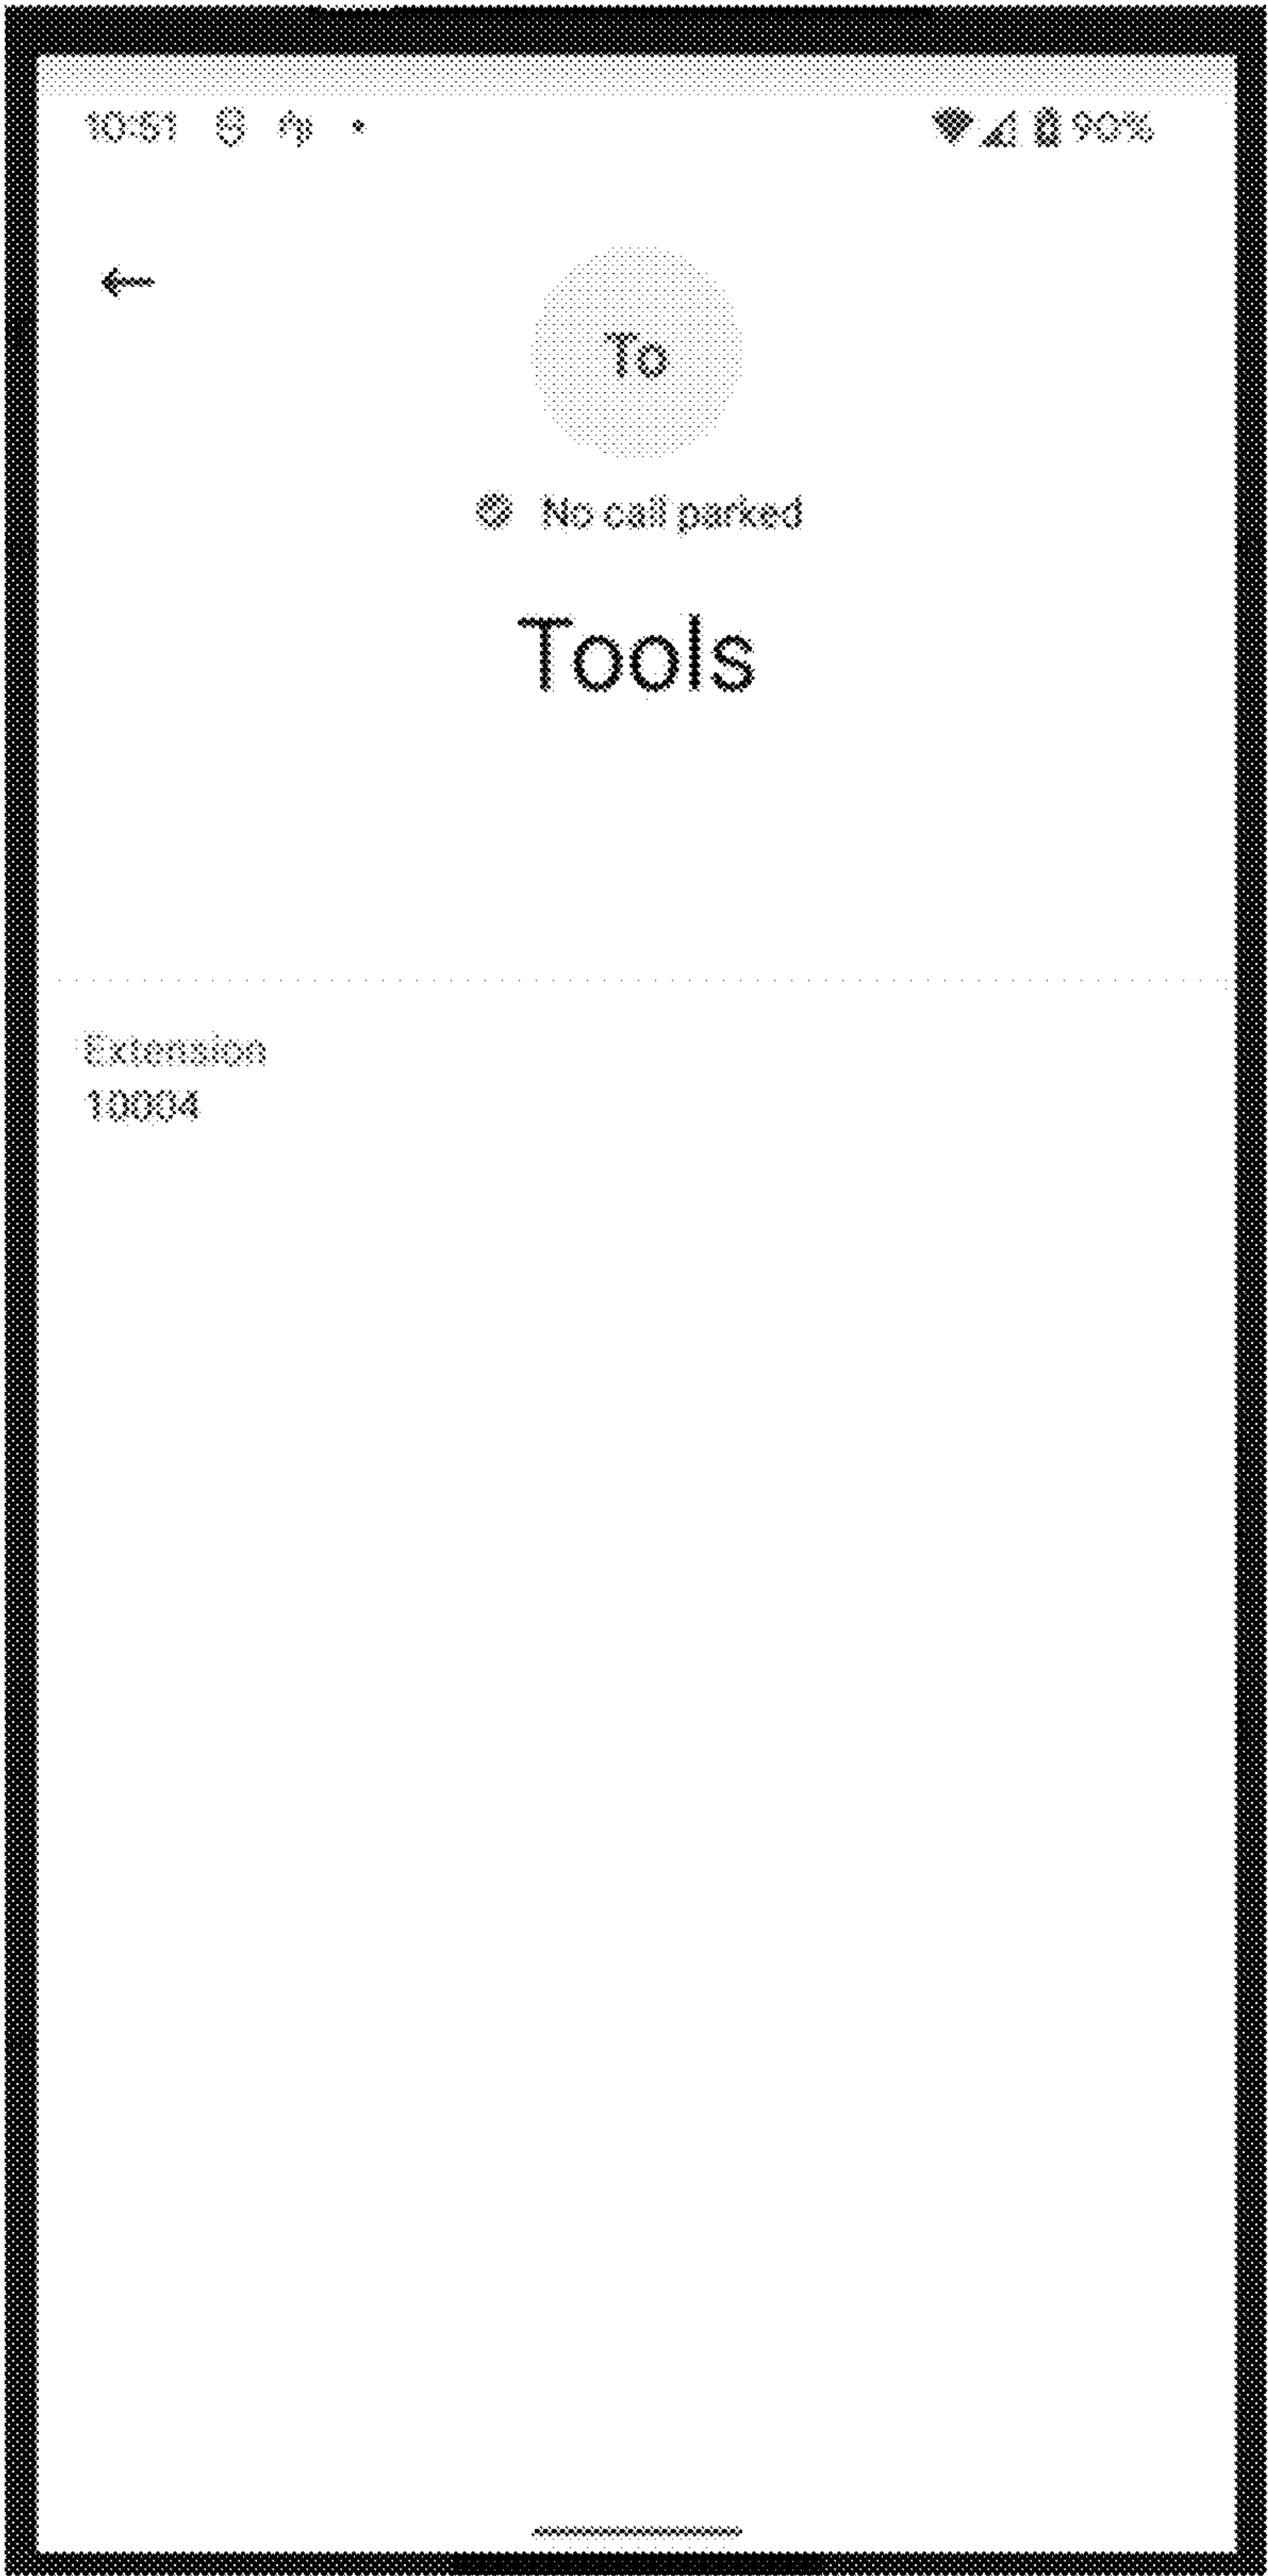 10:51 90%
To
No call parked
Tools
Extension
10004